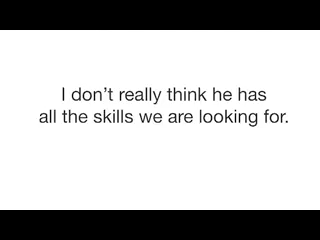 I don’t really think he has
all the skills we are looking for.